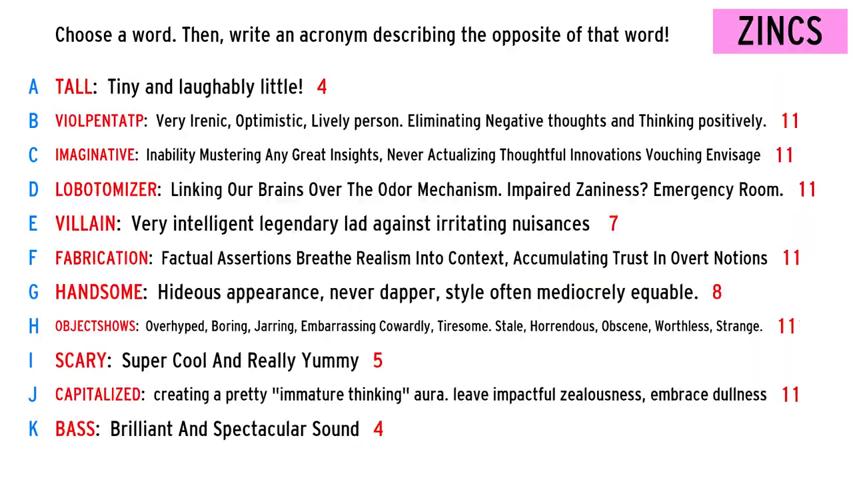 Choose a word. Then, write an acronym describing the opposite of that word!
ZINCS
A TALL: Tiny and laughably little! 4
B VIOLPENTATP: Very Irenic, Optimistic, Lively person. Eliminating Negative thoughts and Thinking positively. 11
C IMAGINATIVE: Inability Mustering Any Great Insights, Never Actualizing Thoughtful Innovations Vouching Envisage 11
D LOBOTOMIZER: Linking Our Brains Over The Odor Mechanism. Impaired Zaniness? Emergency Room. 11
E VILLAIN: Very intelligent legendary lad against irritating nuisances 7
F FABRICATION: Factual Assertions Breathe Realism Into Context, Accumulating Trust In Overt Notions 11
G HANDSOME: Hideous appearance, never dapper, style often mediocrely equable. 8
H OBJECTSHOWS: Overhyped, Boring, Jarring, Embarrassing Cowardly, Tiresome. Stale, Horrendous, Obscene, Worthless, Strange. 11
I SCARY: Super Cool And Really Yummy 5
J CAPITALIZED: creating a pretty "immature thinking" aura. leave impactful zealousness, embrace dullness 11
K BASS: Brilliant And Spectacular Sound 4